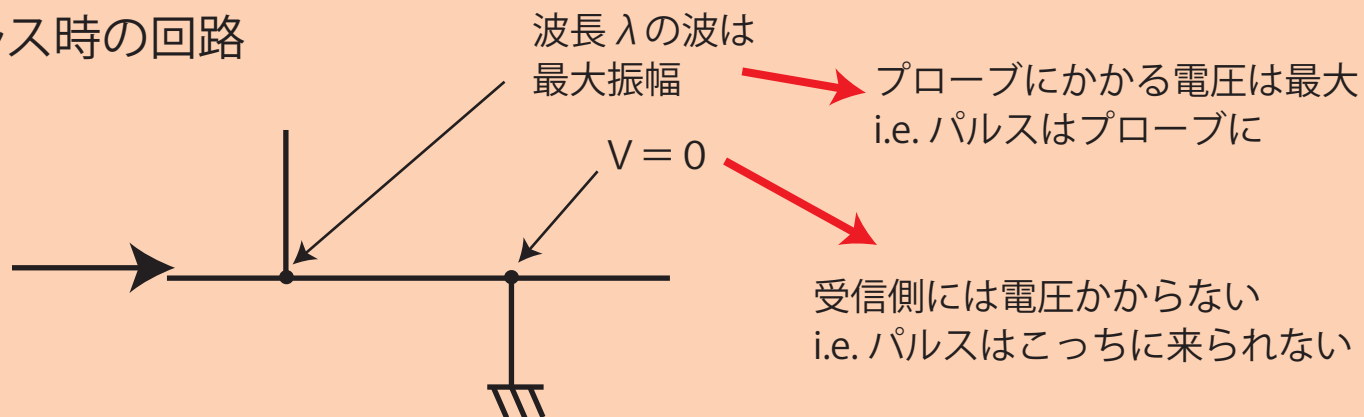 ス時の回路
波長 λの波は
最大振幅
プローブにかかる電圧は最大
i.e. パルスはプローブに
V = 0
受信側には電圧かからない
i.e. パルスはこっちに来られない